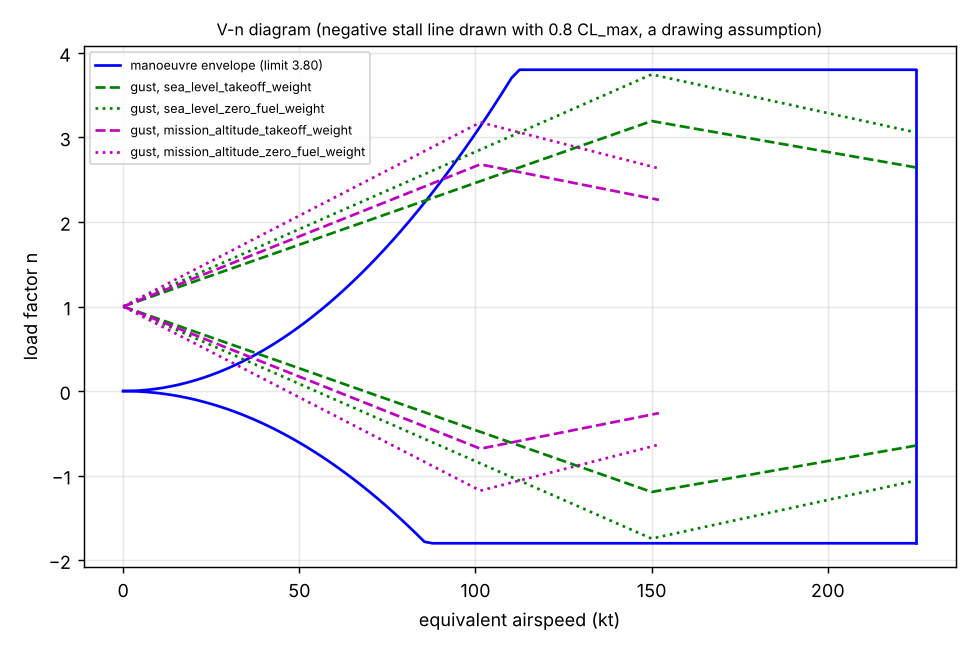 V-n diagram (negative stall line drawn with 0.8 CL_max, a drawing assumption)
manoeuvre envelope (limit 3.80)
gust, sea_level_takeoff_weight
gust, sea_level_zero_fuel_weight
gust, mission_altitude_takeoff_weight
gust, mission_altitude_zero_fuel_weight
load factor n
4
3
2
1
0
−1
−2
0 50 100 150 200
equivalent airspeed (kt)